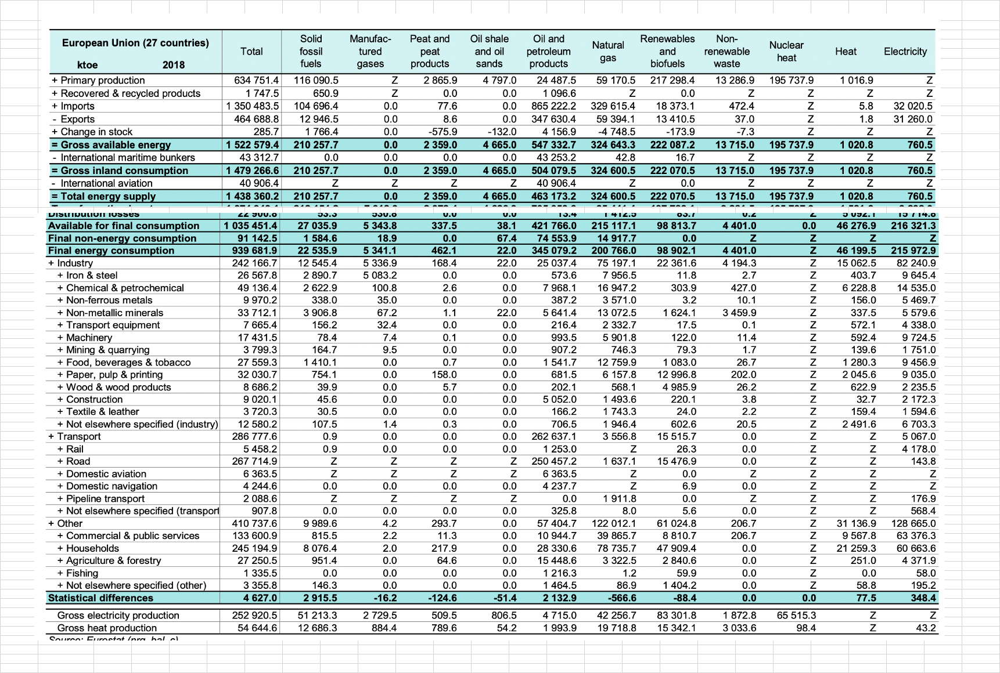 European Union (27 countries) ktoe 2018 Total Solid fossil fuels Manufac-tured gases Peat and peat products Oil shale and oil sands Oil and petroleum products Natural gas Renewables and biofuels Non-renewable waste Nuclear heat Heat Electricity
+ Primary production 634 751.4 116 090.5 Z 2 865.9 4 797.0 24 487.5 59 170.5 217 298.4 13 286.9 195 737.9 1 016.9 Z
+ Recovered & recycled products 1 747.5 650.9 Z 0.0 0.0 1 096.6 Z 0.0 Z Z Z Z
+ Imports 1 350 483.5 104 696.4 0.0 77.6 0.0 865 222.2 329 615.4 18 373.1 472.4 Z 5.8 32 020.5
- Exports 464 688.8 12 946.5 0.0 8.6 0.0 347 630.4 59 394.1 13 410.5 37.0 Z 1.8 31 260.0
+ Change in stock 285.7 1 766.4 0.0 -575.9 -132.0 4 156.9 -4 748.5 -173.9 -7.3 Z Z Z
= Gross available energy 1 522 579.4 210 257.7 0.0 2 359.0 4 665.0 547 332.7 324 643.3 222 087.2 13 715.0 195 737.9 1 020.8 760.5
- International maritime bunkers 43 312.7 0.0 0.0 0.0 0.0 43 253.2 42.8 16.7 Z Z Z Z
= Gross inland consumption 1 479 266.6 210 257.7 0.0 2 359.0 4 665.0 504 079.5 324 600.5 222 070.5 13 715.0 195 737.9 1 020.8 760.5
- International aviation 40 906.4 Z Z Z Z 40 906.4 Z 0.0 Z Z Z Z
= Total energy supply 1 438 360.2 210 257.7 0.0 2 359.0 4 665.0 463 173.2 324 600.5 222 070.5 13 715.0 195 737.9 1 020.8 760.5
Distribution losses 22 900.8 53.3 530.8 0.0 0.0 13.4 1 412.5 83.7 0.2 Z 5 092.1 15 714.8
Available for final consumption 1 035 451.4 27 035.9 5 343.8 337.5 38.1 421 766.0 215 117.1 98 813.7 4 401.0 0.0 46 276.9 216 321.3
Final non-energy consumption 91 142.5 1 584.6 18.9 0.0 67.4 74 553.9 14 917.7 0.0 Z Z Z Z
Final energy consumption 939 681.9 22 535.9 5 341.1 462.1 22.0 345 079.2 200 766.0 98 902.1 4 401.0 Z 46 199.5 215 972.9
+ Industry 242 166.7 12 545.4 5 336.9 168.4 22.0 25 037.4 75 197.1 22 361.6 4 194.3 Z 15 062.5 82 240.9
+ Iron & steel 26 567.8 2 890.7 5 083.2 0.0 0.0 573.6 7 956.5 11.8 2.7 Z 403.7 9 645.4
+ Chemical & petrochemical 49 136.4 2 622.9 100.8 2.6 0.0 7 968.1 16 947.2 303.9 427.0 Z 6 228.8 14 535.0
+ Non-ferrous metals 9 970.2 338.0 35.0 0.0 0.0 387.2 3 571.0 3.2 10.1 Z 156.0 5 469.7
+ Non-metallic minerals 33 712.1 3 906.8 67.2 1.1 22.0 5 641.4 13 072.5 1 624.1 3 459.9 Z 337.5 5 579.6
+ Transport equipment 7 665.4 156.2 32.4 0.0 0.0 216.4 2 332.7 17.5 0.1 Z 572.1 4 338.0
+ Machinery 17 431.5 78.4 7.4 0.1 0.0 993.5 5 901.8 122.0 11.4 Z 592.4 9 724.5
+ Mining & quarrying 3 799.3 164.7 9.5 0.0 0.0 907.2 746.3 79.3 1.7 Z 139.6 1 751.0
+ Food, beverages & tobacco 27 559.3 1 410.1 0.0 0.7 0.0 1 541.7 12 759.9 1 083.0 26.7 Z 1 280.3 9 456.9
+ Paper, pulp & printing 32 030.7 754.1 0.0 158.0 0.0 681.5 6 157.8 12 996.8 202.0 Z 2 045.6 9 035.0
+ Wood & wood products 8 686.2 39.9 0.0 5.7 0.0 202.1 568.1 4 985.9 26.2 Z 622.9 2 235.5
+ Construction 9 020.1 45.6 0.0 0.0 0.0 5 052.0 1 493.6 220.1 3.8 Z 32.7 2 172.3
+ Textile & leather 3 720.3 30.5 0.0 0.0 0.0 166.2 1 743.3 24.0 2.2 Z 159.4 1 594.6
+ Not elsewhere specified (industry) 12 580.2 107.5 1.4 0.3 0.0 706.5 1 946.4 602.6 20.5 Z 2 491.6 6 703.3
+ Transport 286 777.6 0.9 0.0 0.0 0.0 262 637.1 3 556.8 15 515.7 0.0 Z Z 5 067.0
+ Rail 5 458.2 0.9 0.0 0.0 0.0 1 253.0 Z 26.3 0.0 Z Z 4 178.0
+ Road 267 714.9 Z Z Z Z 250 457.2 1 637.1 15 476.9 0.0 Z Z 143.8
+ Domestic aviation 6 363.5 Z Z Z Z 6 363.5 Z 0.0 Z Z Z Z
+ Domestic navigation 4 244.6 0.0 0.0 0.0 0.0 4 237.7 Z 6.9 0.0 Z Z Z
+ Pipeline transport 2 088.6 Z Z Z Z 0.0 1 911.8 0.0 Z Z Z 176.9
+ Not elsewhere specified (transport 907.8 0.0 0.0 0.0 0.0 325.8 8.0 5.6 0.0 Z Z 568.4
+ Other 410 737.6 9 989.6 4.2 293.7 0.0 57 404.7 122 012.1 61 024.8 206.7 Z 31 136.9 128 665.0
+ Commercial & public services 133 600.9 815.5 2.2 11.3 0.0 10 944.7 39 865.7 8 810.7 206.7 Z 9 567.8 63 376.3
+ Households 245 194.9 8 076.4 2.0 217.9 0.0 28 330.6 78 735.7 47 909.4 0.0 Z 21 259.3 60 663.6
+ Agriculture & forestry 27 250.5 951.4 0.0 64.6 0.0 15 448.6 3 322.5 2 840.6 0.0 Z 251.0 4 371.9
+ Fishing 1 335.5 0.0 0.0 0.0 0.0 1 216.3 1.2 59.9 0.0 Z 0.0 58.0
+ Not elsewhere specified (other) 3 355.8 146.3 0.0 0.0 0.0 1 464.5 86.9 1 404.2 0.0 Z 58.8 195.2
Statistical differences 4 627.0 2 915.5 -16.2 -124.6 -51.4 2 132.9 -566.6 -88.4 0.0 0.0 77.5 348.4
Gross electricity production 252 920.5 51 213.3 2 729.5 509.5 806.5 4 715.0 42 256.7 83 301.8 1 872.8 65 515.3 Z Z
Gross heat production 54 644.6 12 686.3 884.4 789.6 54.2 1 993.9 19 718.8 15 342.1 3 033.6 98.4 Z 43.2
Source: Eurostat (nrg_bal_c)